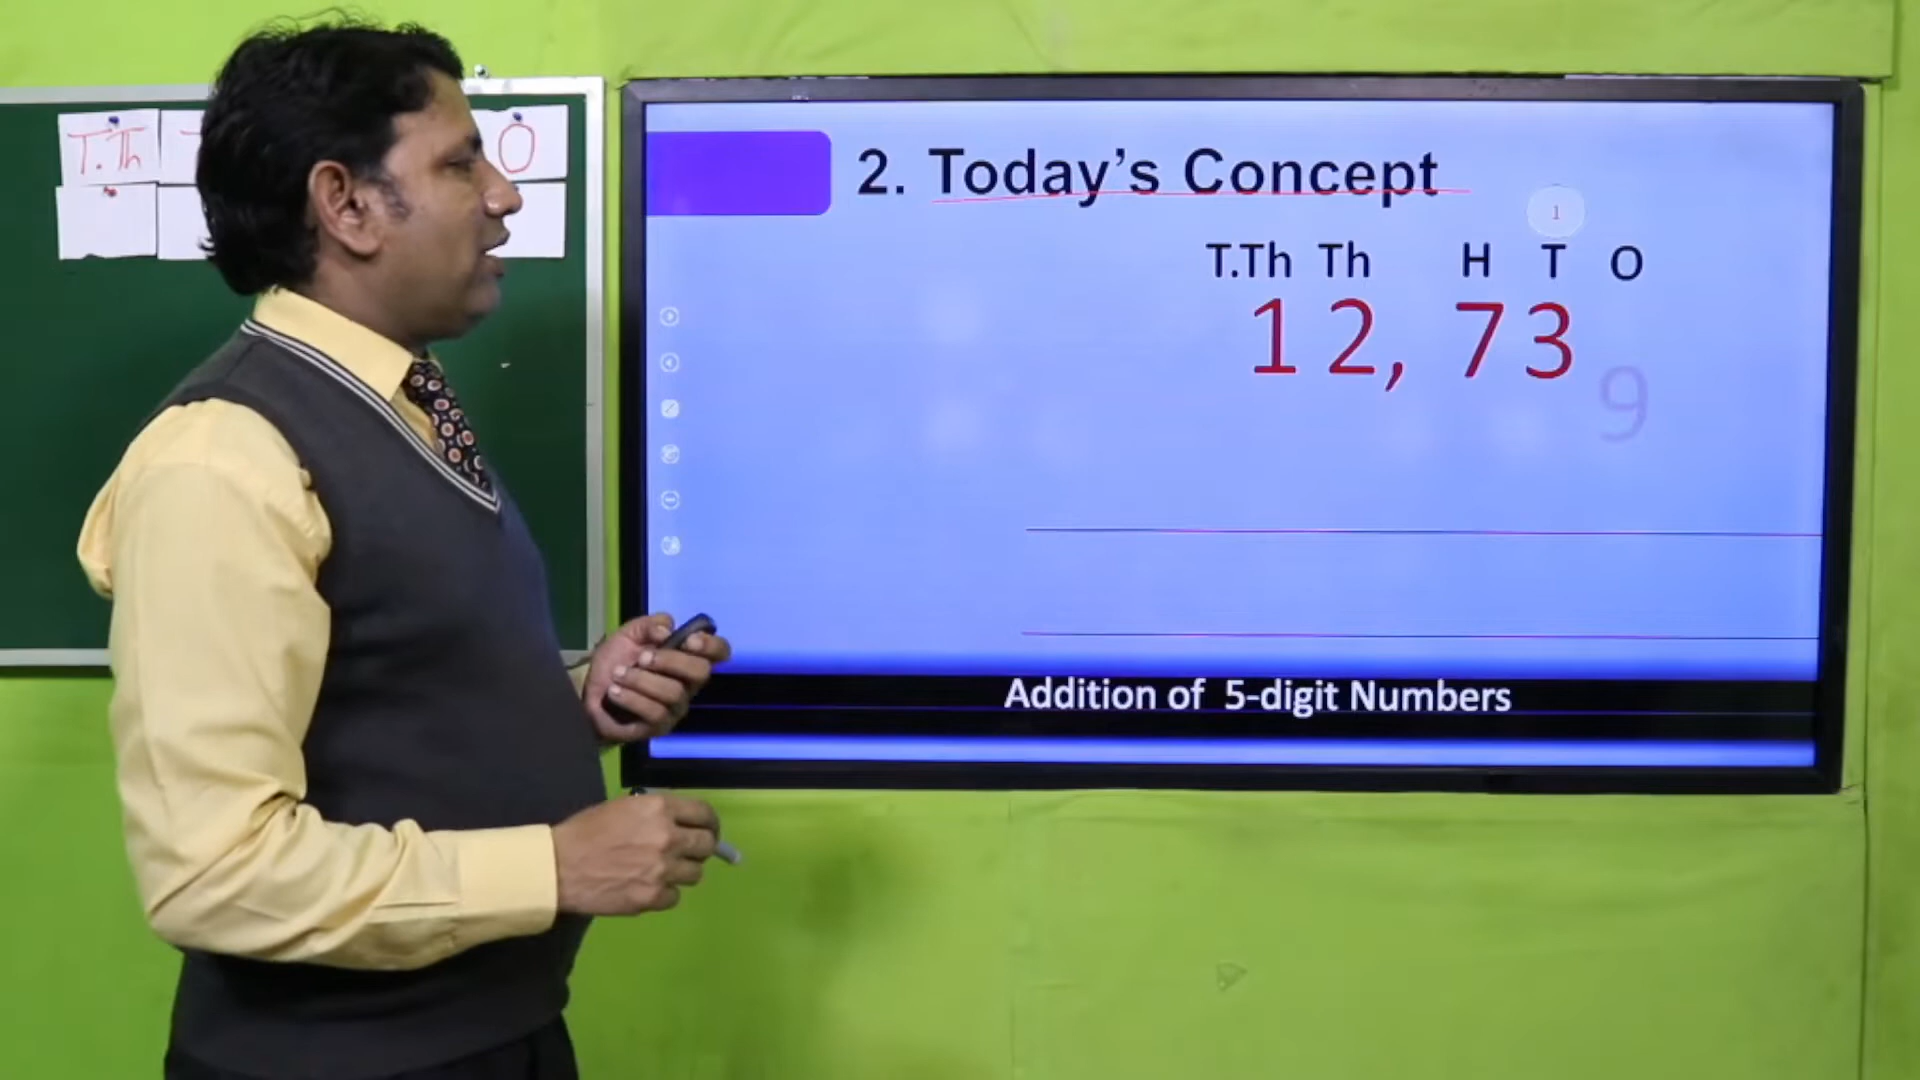 T.Th O
2. Today's Concept
1
T.Th Th H T O
12, 73
9
Addition of 5-digit Numbers